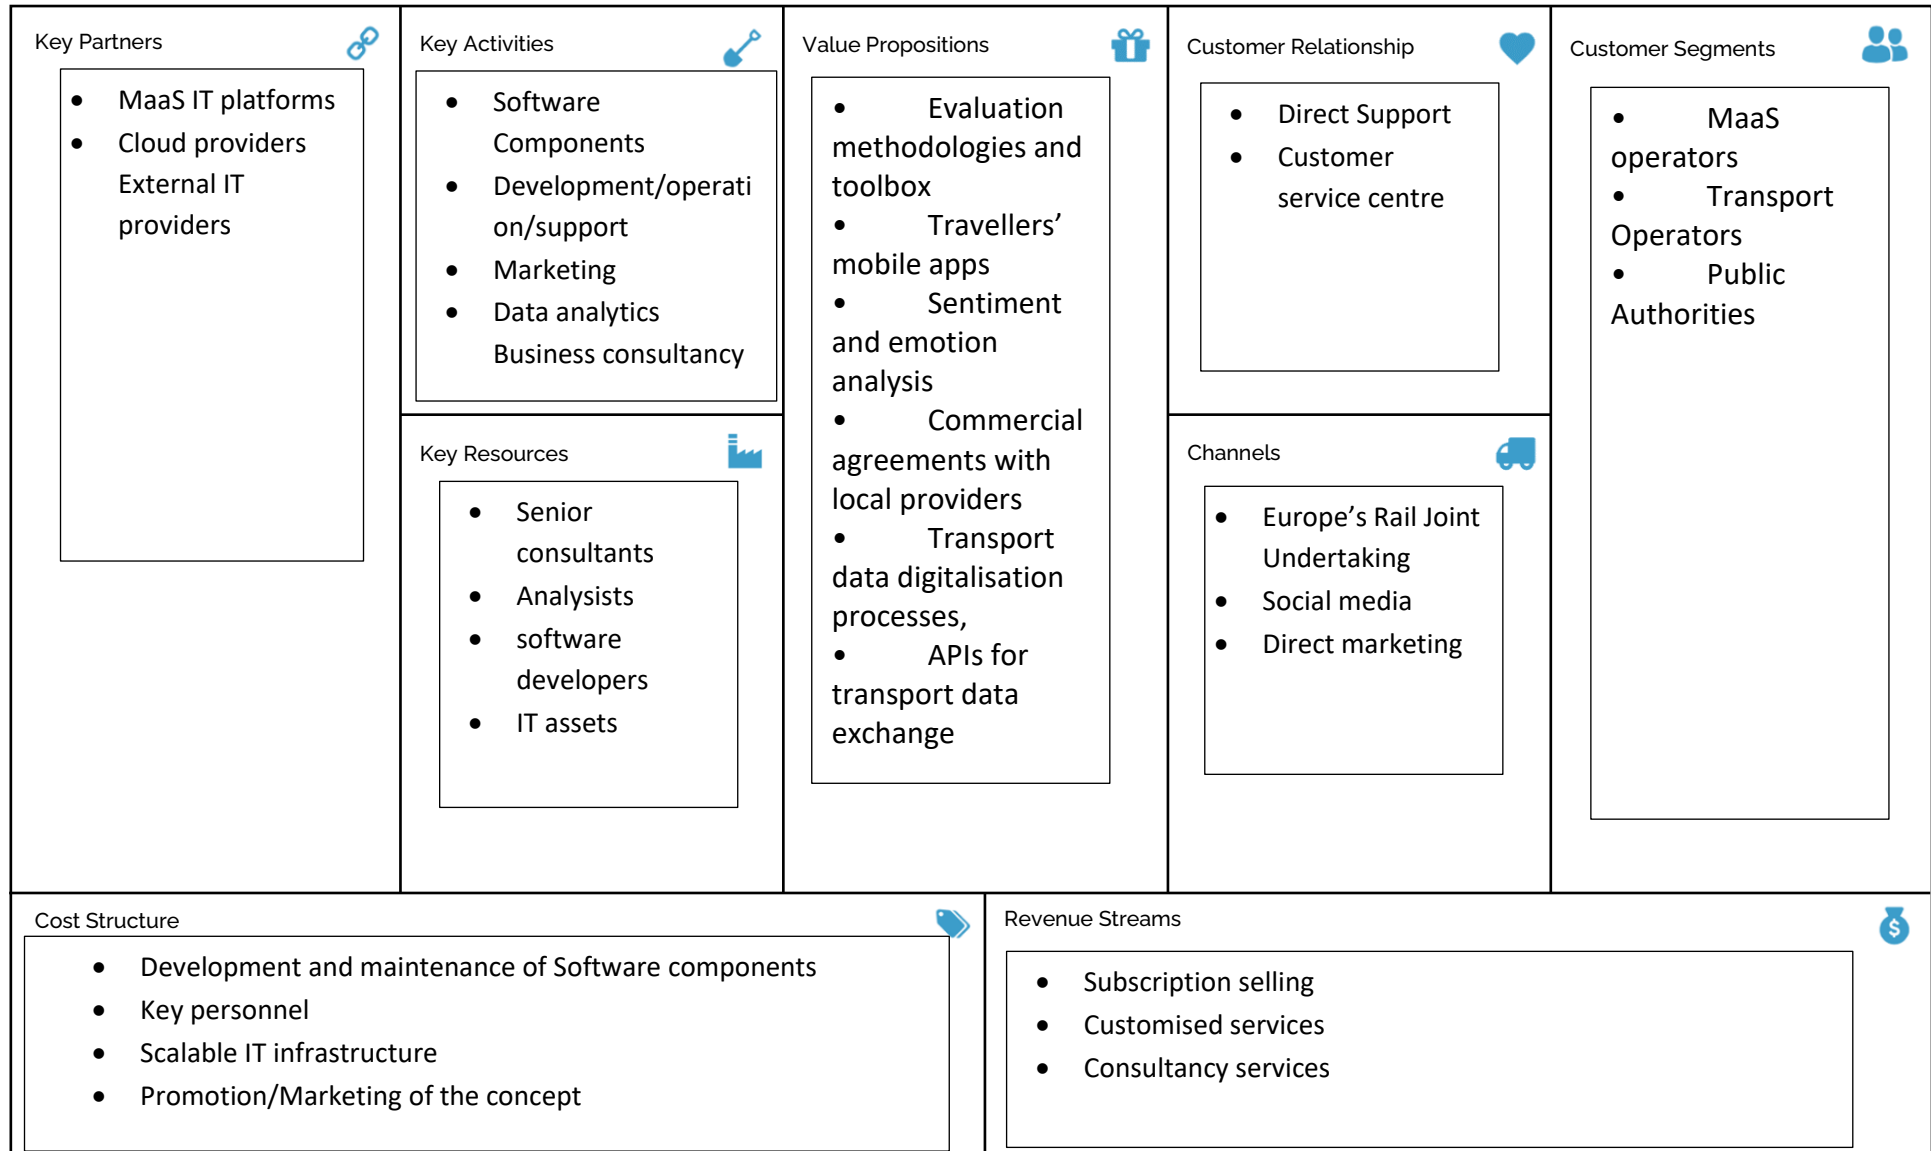 Key Partners
• MaaS IT platforms
• Cloud providers
External IT
providers
Key Activities
• Software
Components
• Development/operati
on/support
• Marketing
• Data analytics
Business consultancy
Key Resources
• Senior
consultants
• Analysists
• software
developers
• IT assets
Value Propositions
• Evaluation
methodologies and
toolbox
• Travellers’
mobile apps
• Sentiment
and emotion
analysis
• Commercial
agreements with
local providers
• Transport
data digitalisation
processes,
• APIs for
transport data
exchange
Customer Relationship
• Direct Support
• Customer
service centre
Channels
• Europe’s Rail Joint
Undertaking
• Social media
• Direct marketing
Customer Segments
• MaaS
operators
• Transport
Operators
• Public
Authorities
Cost Structure
• Development and maintenance of Software components
• Key personnel
• Scalable IT infrastructure
• Promotion/Marketing of the concept
Revenue Streams
$
• Subscription selling
• Customised services
• Consultancy services